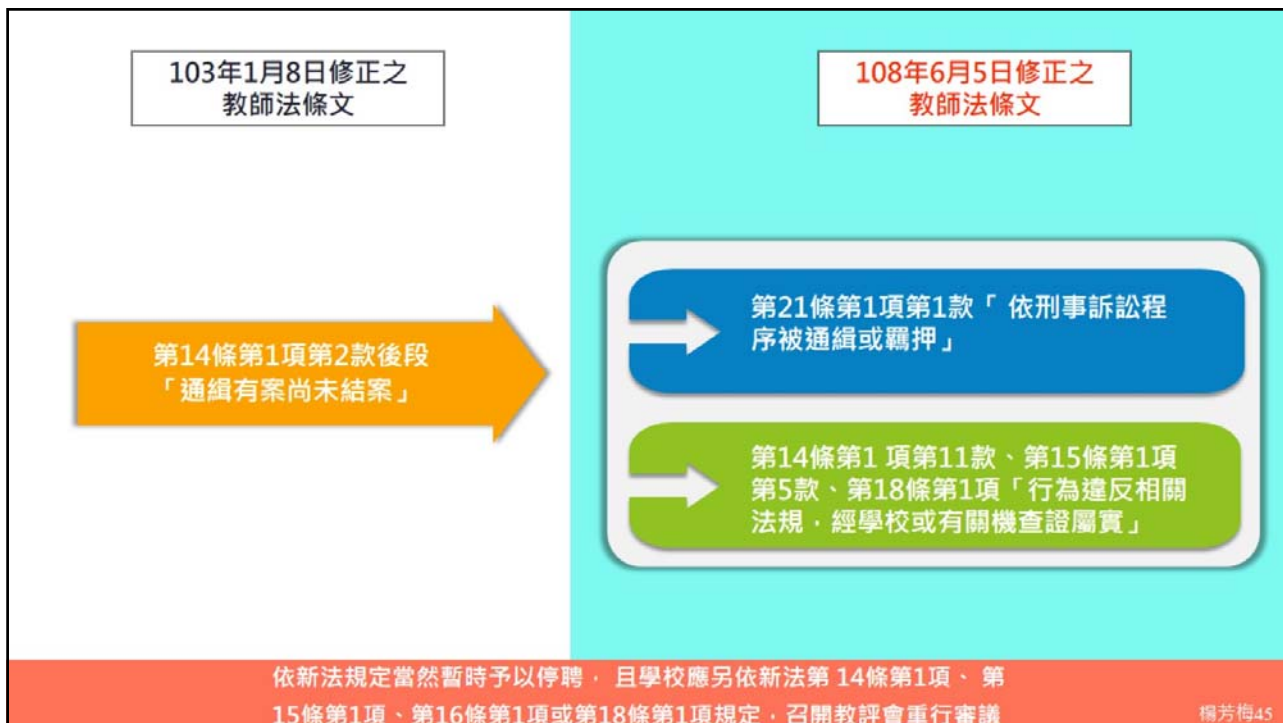 103年1月8日修正之
教師法條文
108年6月5日修正之
教師法條文
第14條第1項第2款後段
「通緝有案尚未結案」
第21條第1項第1款「 依刑事訴訟程
序被通緝或羈押」
第14條第1 項第11款、第15條第1項
第5款、第18條第1項「行為違反相關
法規，經學校或有關機查證屬實」
依新法規定當然暫時予以停聘， 且學校應另依新法第 14條第1項、 第
15條第1項、第16條第1項或第18條第1項規定，召開教評會重行審議
楊芳梅45